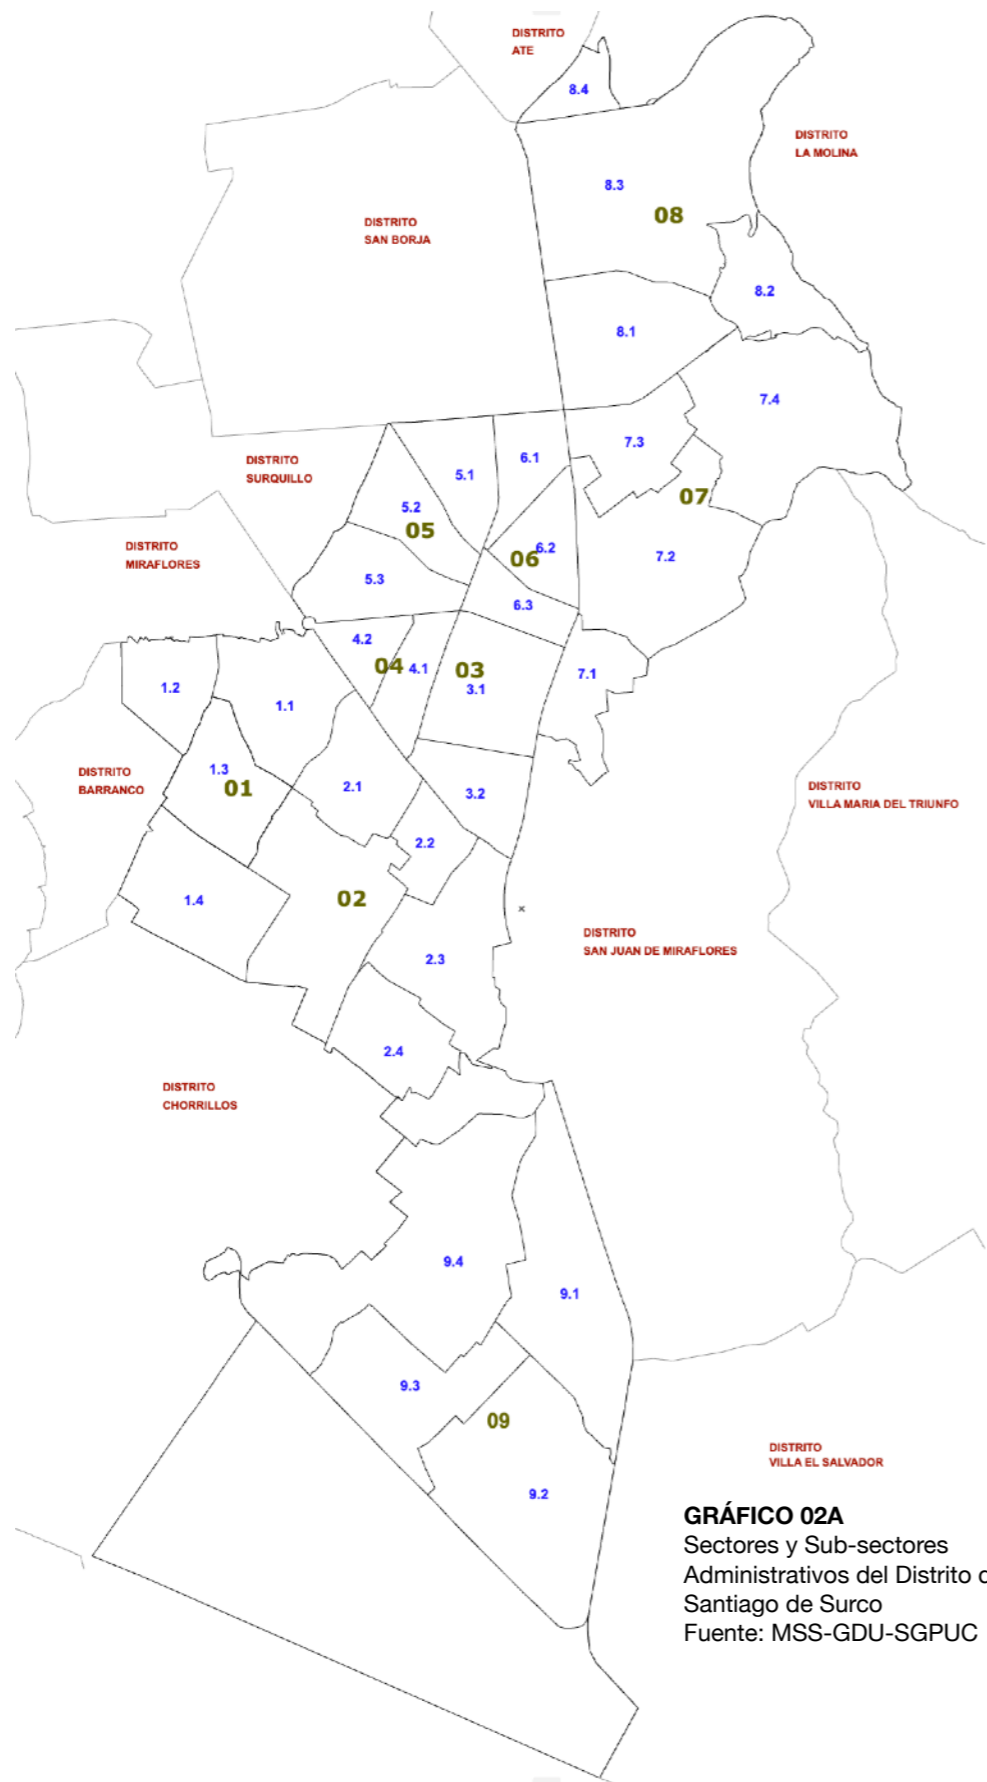 DISTRITO
ATE
8.4
DISTRITO
LA MOLINA
8.3
08
DISTRITO
SAN BORJA
8.2
8.1
7.4
7.3
6.1
DISTRITO
SURQUILLO
5.1
07
5.2
05
DISTRITO
MIRAFLORES
06
6.2
7.2
5.3
6.3
4.2
04
4.1
03
3.1
7.1
1.2
1.1
1.3
01
DISTRITO
BARRANCO
2.1
3.2
DISTRITO
VILLA MARIA DEL TRIUNFO
2.2
1.4
02
DISTRITO
SAN JUAN DE MIRAFLORES
2.3
2.4
DISTRITO
CHORRILLOS
9.4
9.1
9.3
09
DISTRITO
VILLA EL SALVADOR
9.2
GRÁFICO 02A
Sectores y Sub-sectores
Administrativos del Distrito
Santiago de Surco
Fuente: MSS-GDU-SGPUC